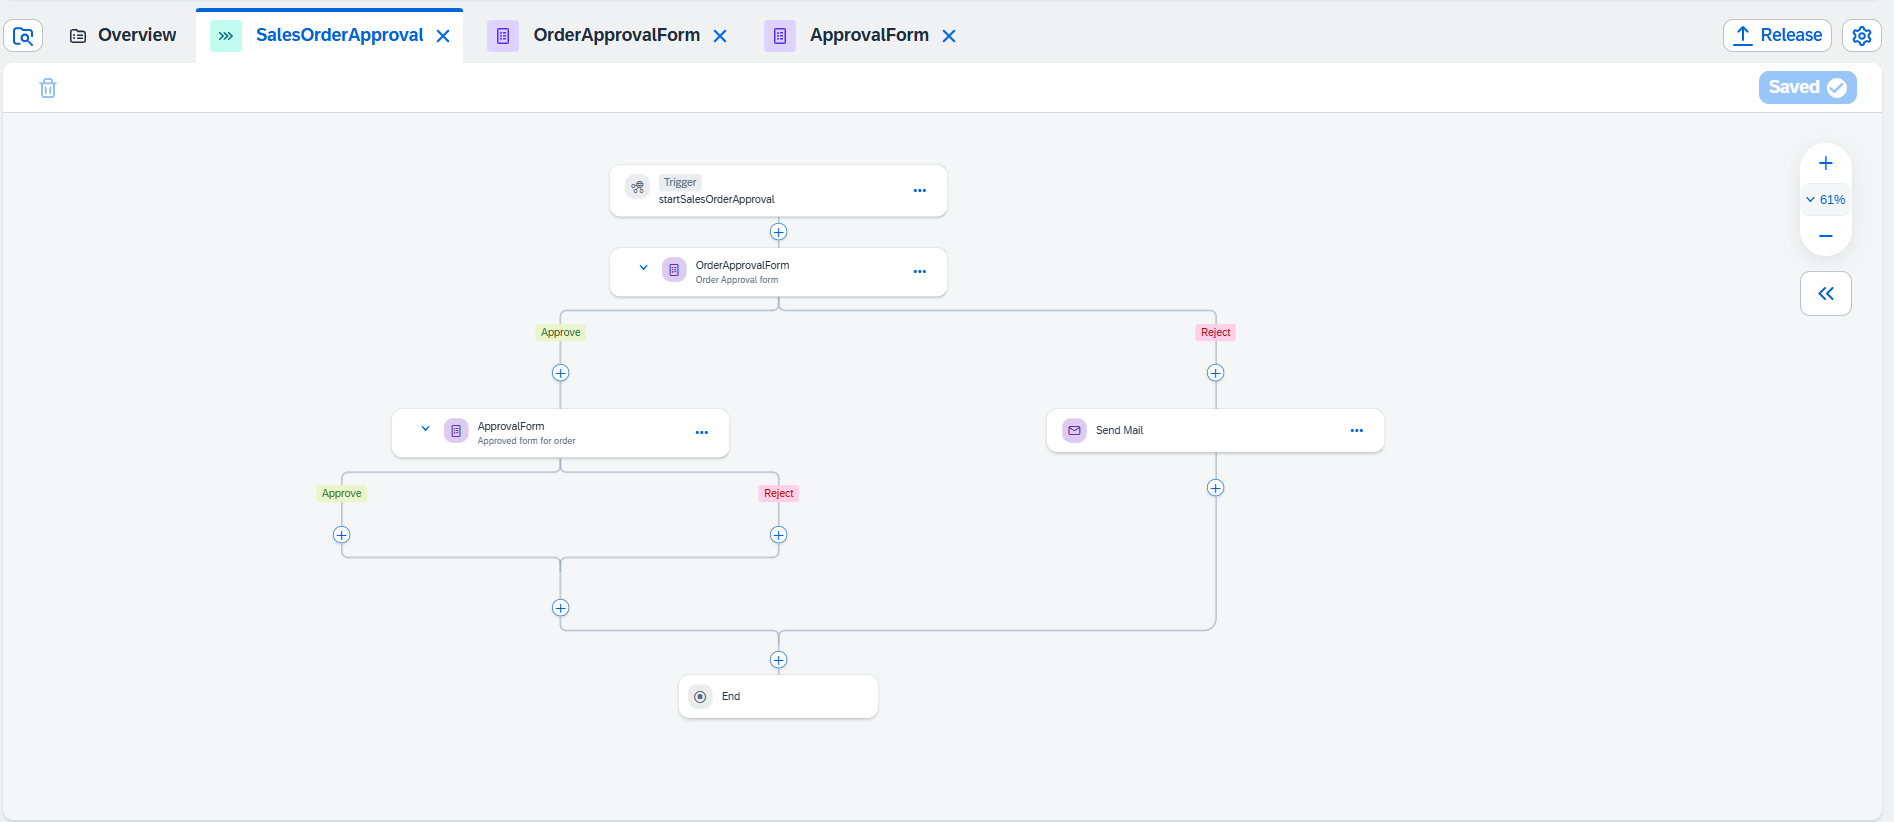 Overview
SalesOrderApproval
OrderApprovalForm
ApprovalForm
Release
Saved
61%
Trigger
startSalesOrderApproval
OrderApprovalForm
Order Approval form
Approve
Reject
ApprovalForm
Approved form for order
Send Mail
Approve
Reject
End